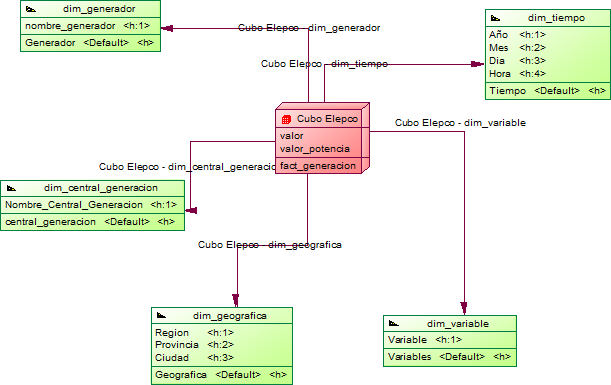 dim_generador
nombre_generador <h:1>
Generador <Default> <h>
Cubo Elepco - dim_generador
dim_tiempo
Año <h:1>
Mes <h:2>
Dia <h:3>
Hora <h:4>
Tiempo <Default> <h>
Cubo Elepco - dim_tiempo
Cubo Elepco
valor
valor_potencia
fact_generacion
Cubo Elepco - dim_variable
Cubo Elepco - dim_central_generacio
dim_central_generacion
Nombre_Central_Generacion <h:1>
central_generacion <Default> <h>
Cubo Elepco - dim_geografica
dim_geografica
Region <h:1>
Provincia <h:2>
Ciudad <h:3>
Geografica <Default> <h>
dim_variable
Variable <h:1>
Variables <Default> <h>